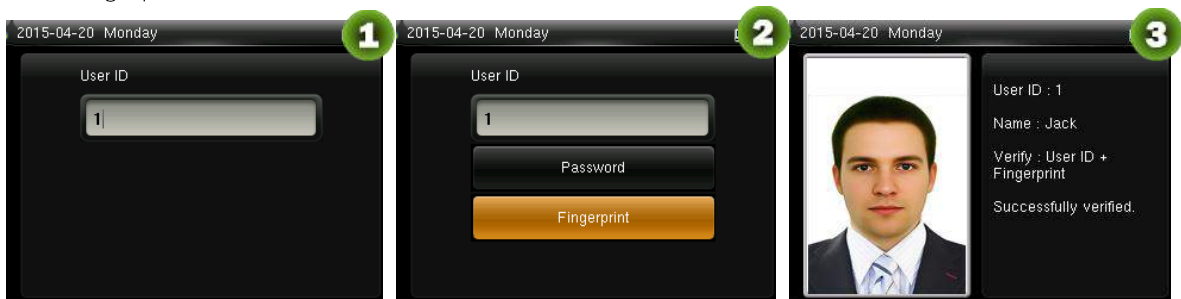 2015-04-20 Monday
1
User ID
1
2015-04-20 Monday
2
User ID
1
Password
Fingerprint
2015-04-20 Monday
3
User ID : 1
Name : Jack
Verify : User ID +
Fingerprint
Successfully verified.